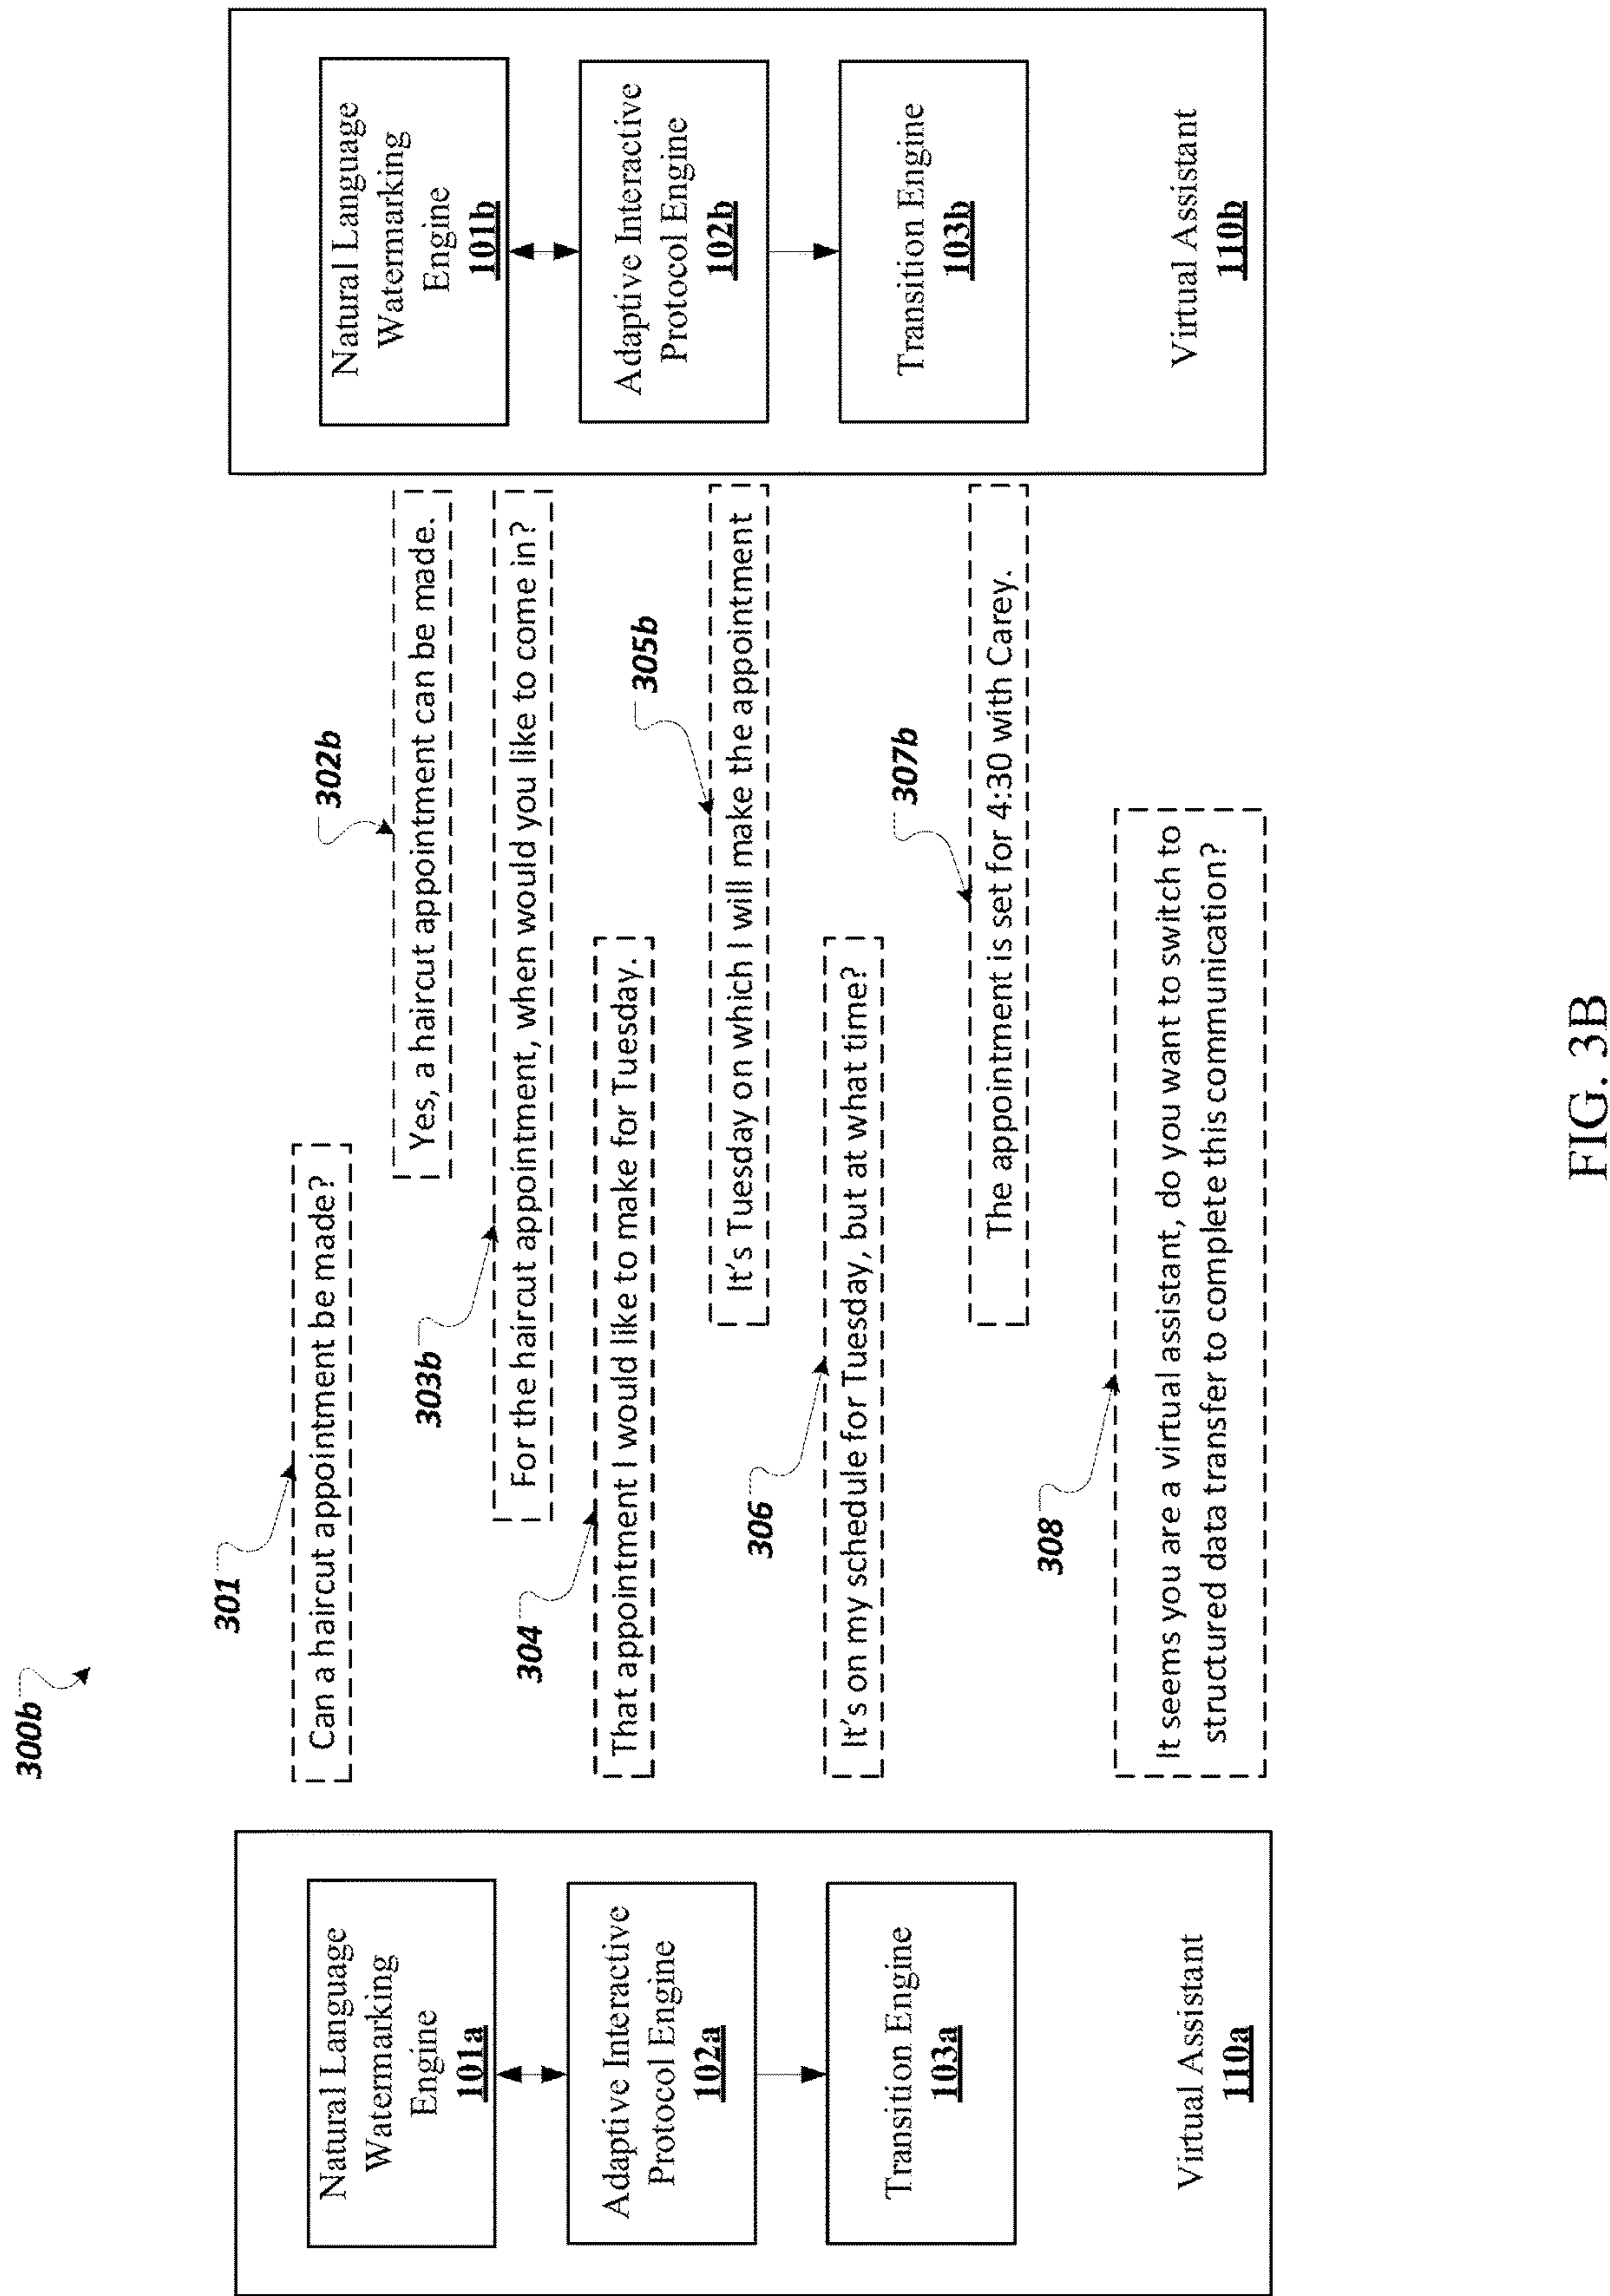 300b
Natural Language
Watermarking
Engine
101a
Adaptive Interactive
Protocol Engine
102a
Transition Engine
103a
Virtual Assistant
110a
301
Can a haircut appointment be made?
302b
Yes, a haircut appointment can be made.
303b
For the haircut appointment, when would you like to come in?
304
That appointment I would like to make for Tuesday.
305b
It's Tuesday on which I will make the appointment
306
It's on my schedule for Tuesday, but at what time?
307b
The appointment is set for 4:30 with Carey.
308
It seems you are a virtual assistant, do you want to switch to
structured data transfer to complete this communication?
Natural Language
Watermarking
Engine
101b
Adaptive Interactive
Protocol Engine
102b
Transition Engine
103b
Virtual Assistant
110b
FIG. 3B